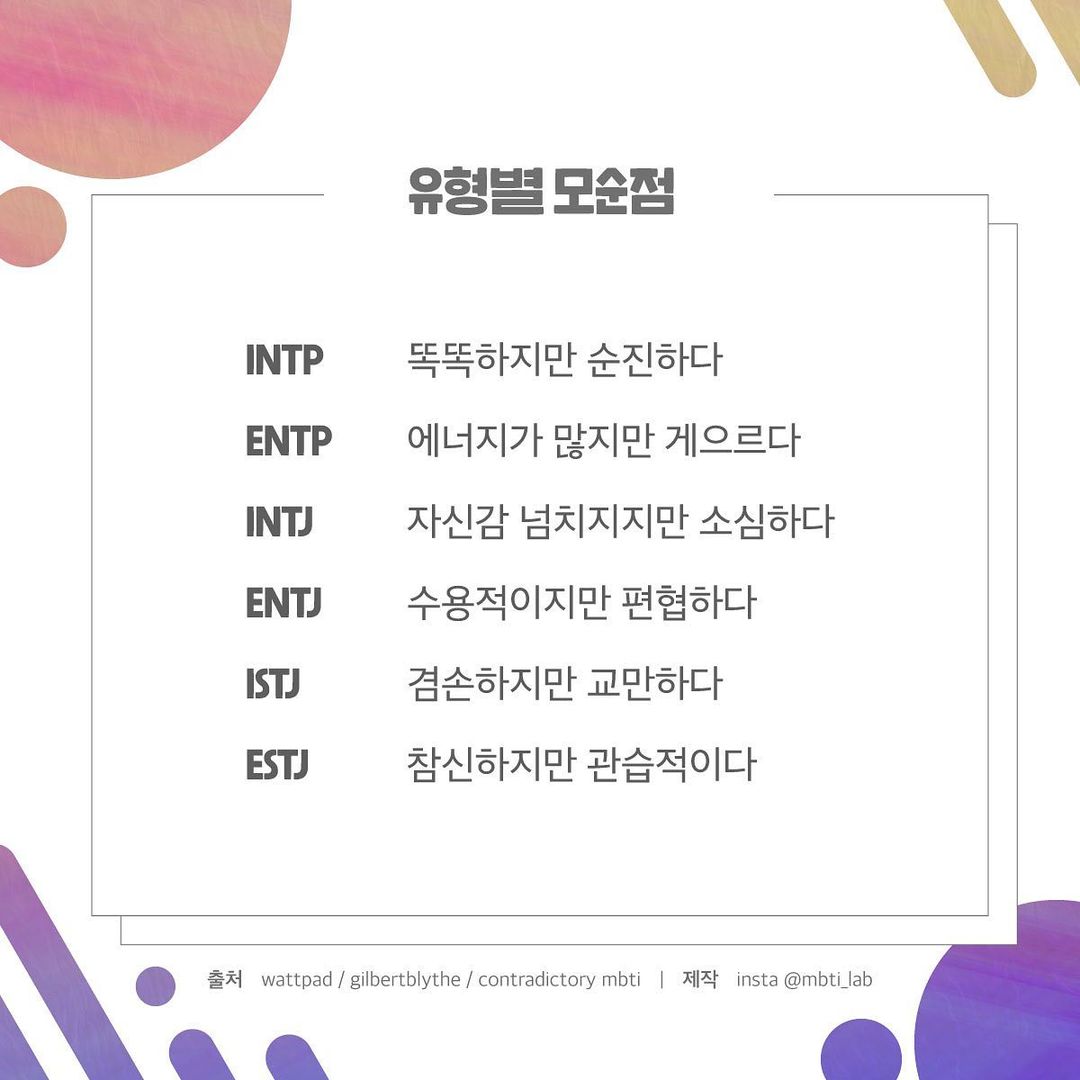 유형별 모순점
INTP 똑똑하지만 순진하다
ENTP 에너지가 많지만 게으르다
INTJ 자신감 넘치지지만 소심하다
ENTJ 수용적이지만 편협하다
ISTJ 겸손하지만 교만하다
ESTJ 참신하지만 관습적이다
출처 wattpad / gilbertblythe / contradictory mbti | 제작 insta @mbti_lab